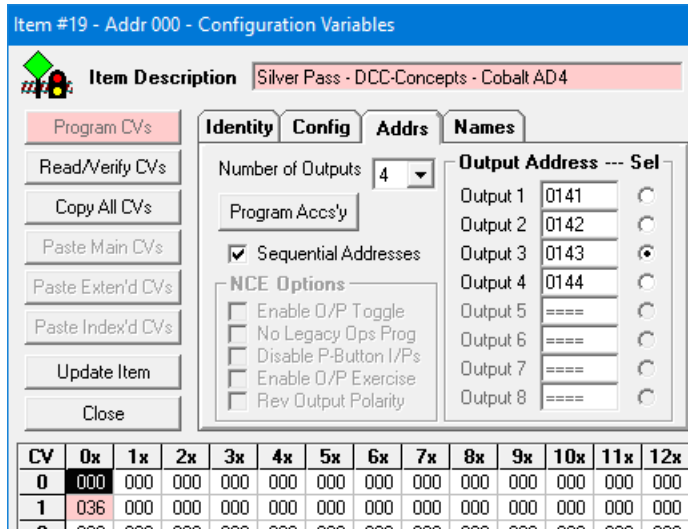 Item #19 - Addr 000 - Configuration Variables
Item Description Silver Pass - DCC-Concepts - Cobalt AD4
Program CVs
Read/Verify CVs
Copy All CVs
Paste Main CVs
Paste Exten'd CVs
Paste Index'd CVs
Update Item
Close
Identity Config Addrs Names
Number of Outputs 4
Program Accs'y
Sequential Addresses
NCE Options
Enable O/P Toggle
No Legacy Ops Prog
Disable P-Button I/Ps
Enable O/P Exercise
Rev Output Polarity
Output Address --- Sel
Output 1 0141
Output 2 0142
Output 3 0143
Output 4 0144
Output 5 ====
Output 6 ====
Output 7 ====
Output 8 ====
CV 0x 1x 2x 3x 4x 5x 6x 7x 8x 9x 10x 11x 12x
0 000 000 000 000 000 000 000 000 000 000 000 000 000
1 036 000 000 000 000 000 000 000 000 000 000 000 000